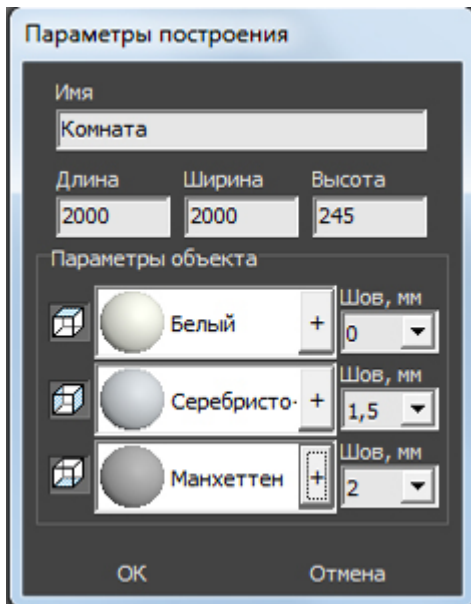 Параметры построения
Имя
Комната
Длина Ширина Высота
2000 2000 245
Параметры объекта
Шов, мм
Белый + 0
Шов, мм
Серебристо- + 1,5
Шов, мм
Манхеттен + 2
OK Отмена